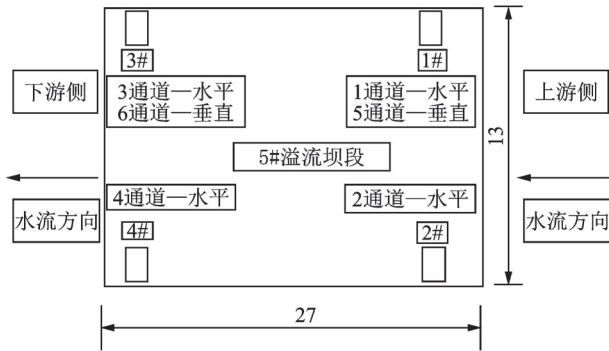 3#
1#
下游侧
3通道—水平
6通道—垂直
1通道—水平
5通道—垂直
上游侧
5#溢流坝段
13
4通道—水平
2通道—水平
水流方向
4#
2#
水流方向
27